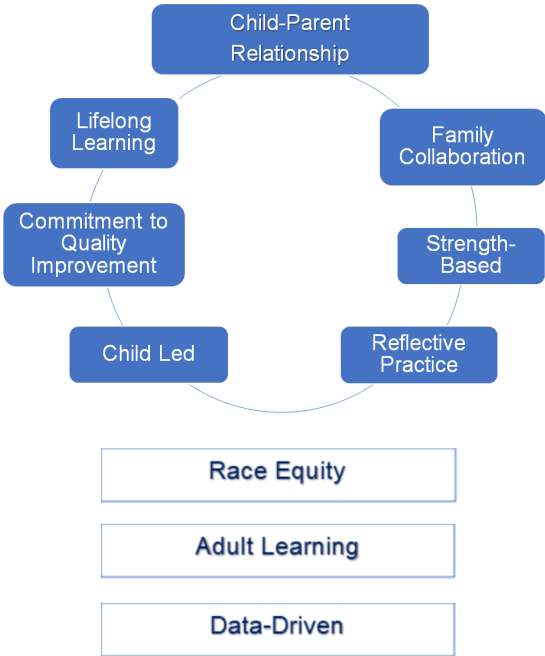 Child-Parent
Relationship
Family
Collaboration
Strength-
Based
Reflective
Practice
Child Led
Commitment to
Quality
Improvement
Lifelong
Learning
Race Equity
Adult Learning
Data-Driven